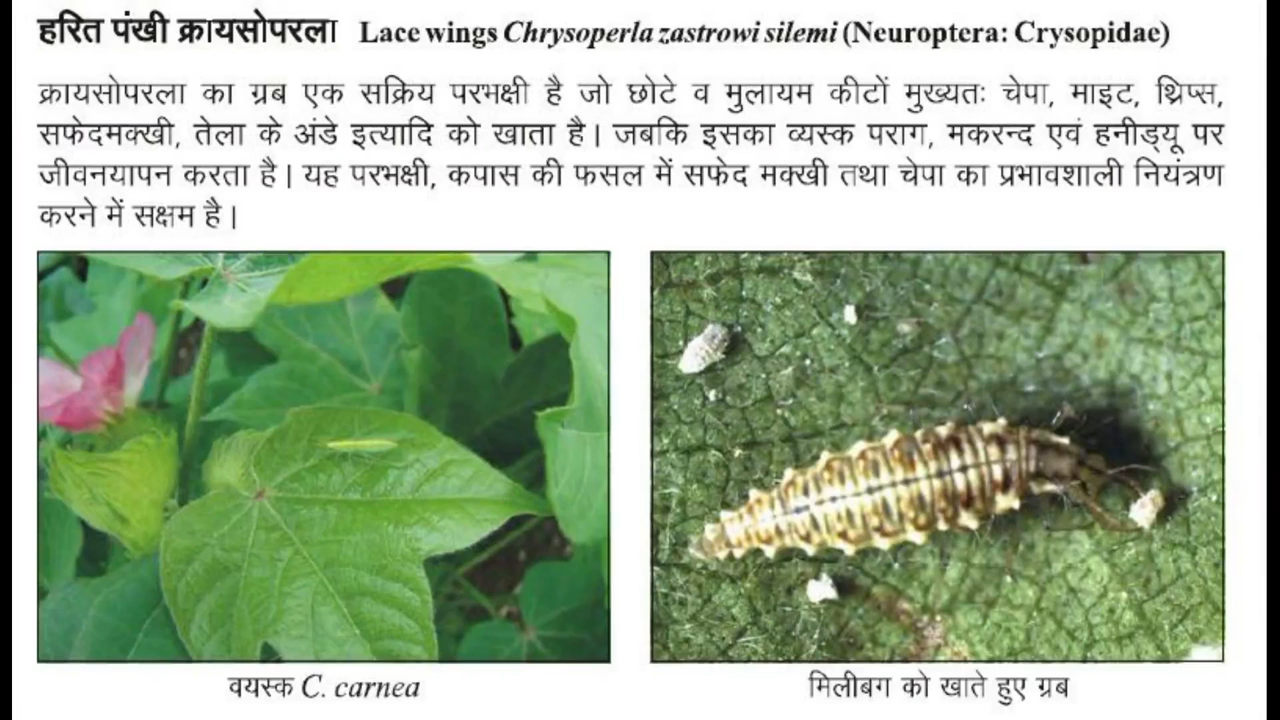 हरित पंखी क्रायसोपरला Lace wings Chrysoperla zastrowi silemi (Neuroptera: Crysopidae)
क्रायसोपरला का ग्रब एक सक्रिय परभक्षी है जो छोटे व मुलायम कीटों मुख्यतः चेपा, माइट, थ्रिप्स,
सफेदमक्खी, तेला के अंडे इत्यादि को खाता है। जबकि इसका व्यस्क पराग, मकरन्द एवं हनीड्यू पर
जीवनयापन करता है। यह परभक्षी, कपास की फसल में सफेद मक्खी तथा चेपा का प्रभावशाली नियंत्रण
करने में सक्षम है।
वयस्क C. carnea
मिलीबग को खाते हुए ग्रब